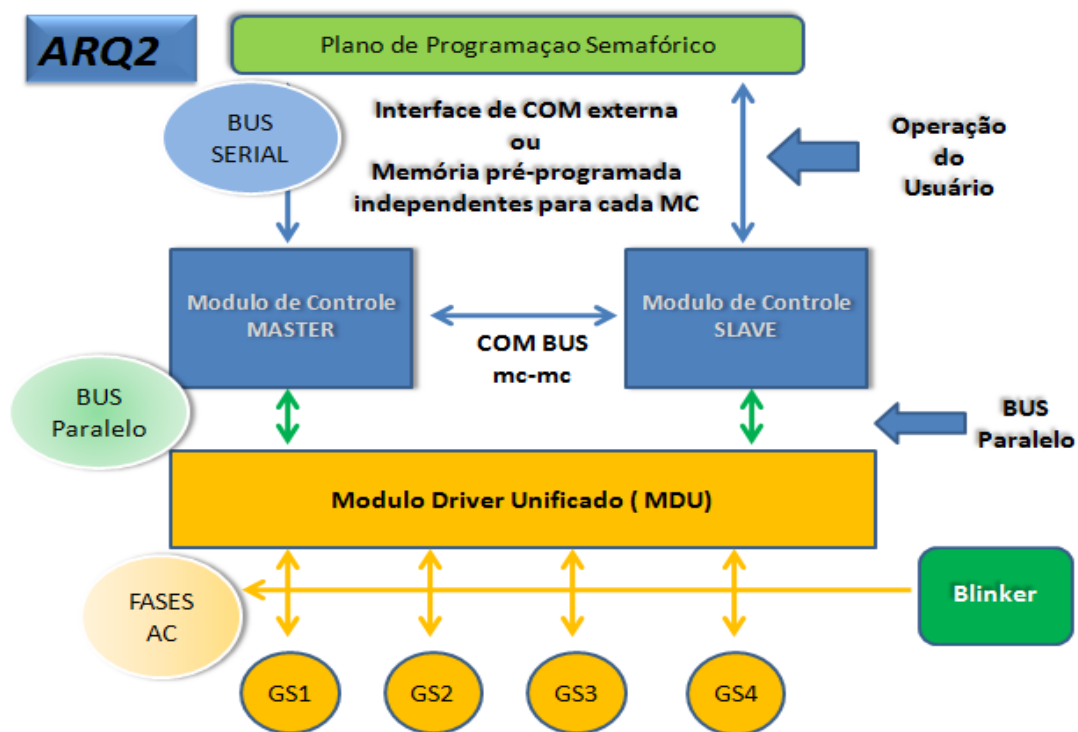 ARQ2
Plano de Programaçao Semafórico
BUS
SERIAL
Interface de COM externa
ou
Memória pré-programada
independentes para cada MC
Operação
do
Usuário
Modulo de Controle
MASTER
Modulo de Controle
SLAVE
COM BUS
mc-mc
BUS
Paralelo
BUS
Paralelo
Modulo Driver Unificado ( MDU)
FASES
AC
Blinker
GS1
GS2
GS3
GS4